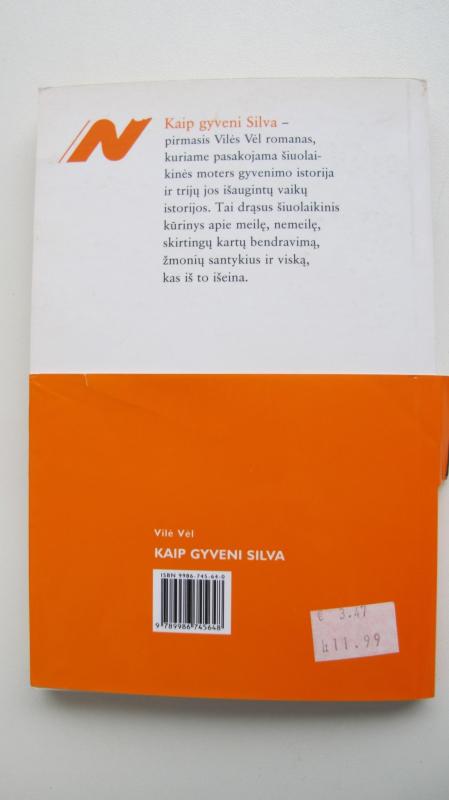 N
Kaip gyveni Silva –
pirmasis Vilės Vėl romanas,
kuriame pasakojama šiuolai-
kinės moters gyvenimo istorija
ir trijų jos išaugintų vaikų
istorijos. Tai drąsus šiuolaikinis
kūrinys apie meilę, nemeilę,
skirtingų kartų bendravimą,
žmonių santykius ir viską,
kas iš to išeina.
Vilė Vėl
KAIP GYVENI SILVA
ISBN 9986-745-64-0
9 789986 745648
€ 3.47
411.99